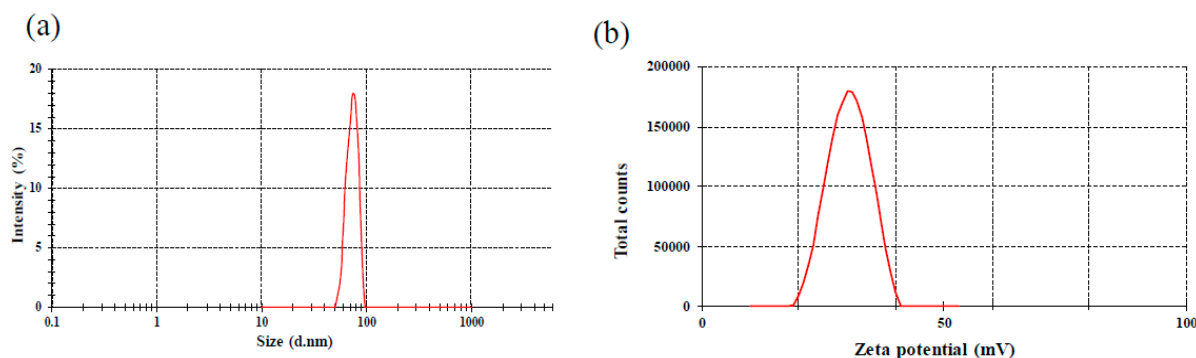 (a)
20
15
10
5
0
Intensity (%)
0.1 1 10 100 1000
Size (d.nm)
(b)
200000
150000
100000
50000
0
Total counts
0 50 100
Zeta potential (mV)